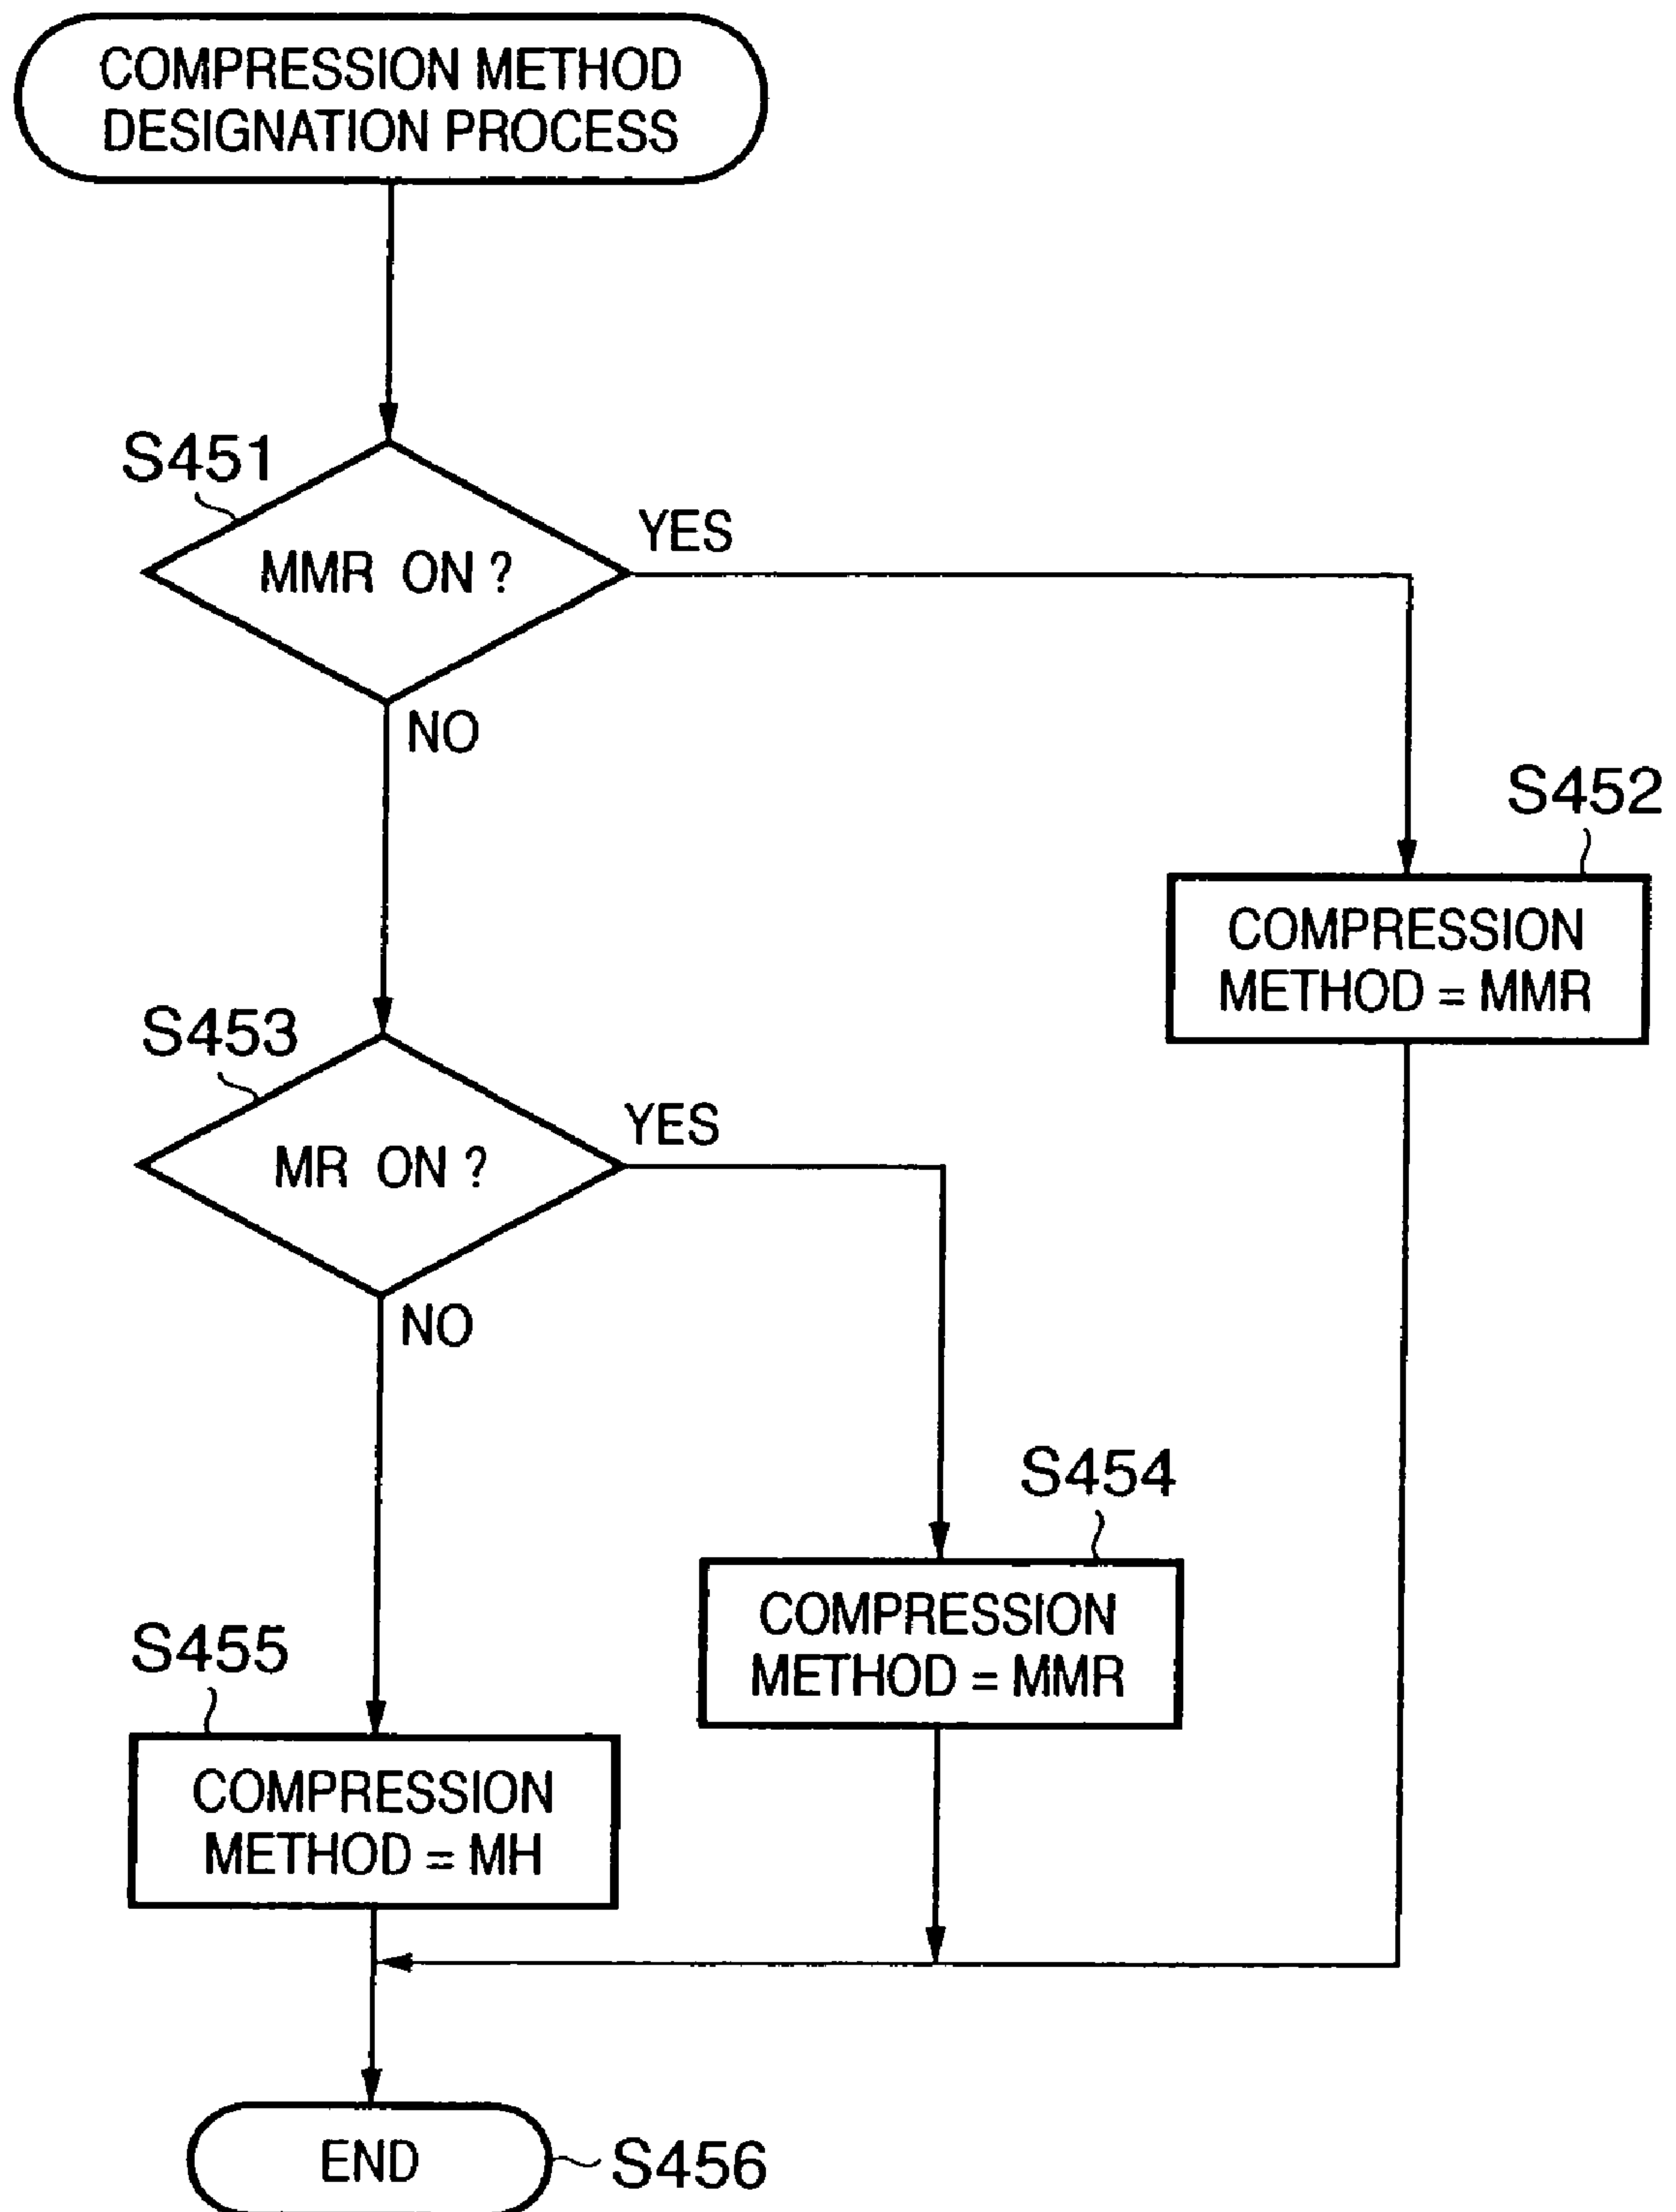 COMPRESSION METHOD
DESIGNATION PROCESS
S451
MMR ON ?
YES
NO
S452
COMPRESSION
METHOD = MMR
S453
MR ON ?
YES
NO
S454
COMPRESSION
METHOD = MMR
S455
COMPRESSION
METHOD = MH
END
S456